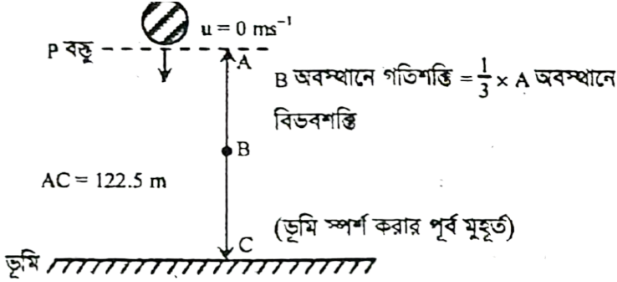 u = 0 ms⁻¹
P বস্তু
A
B অবস্থানে গতিশক্তি = 1/3 × A অবস্থানে
বিভবশক্তি
B
AC = 122.5 m
(ভূমি স্পর্শ করার পূর্ব মুহূর্ত)
C
ভূমি